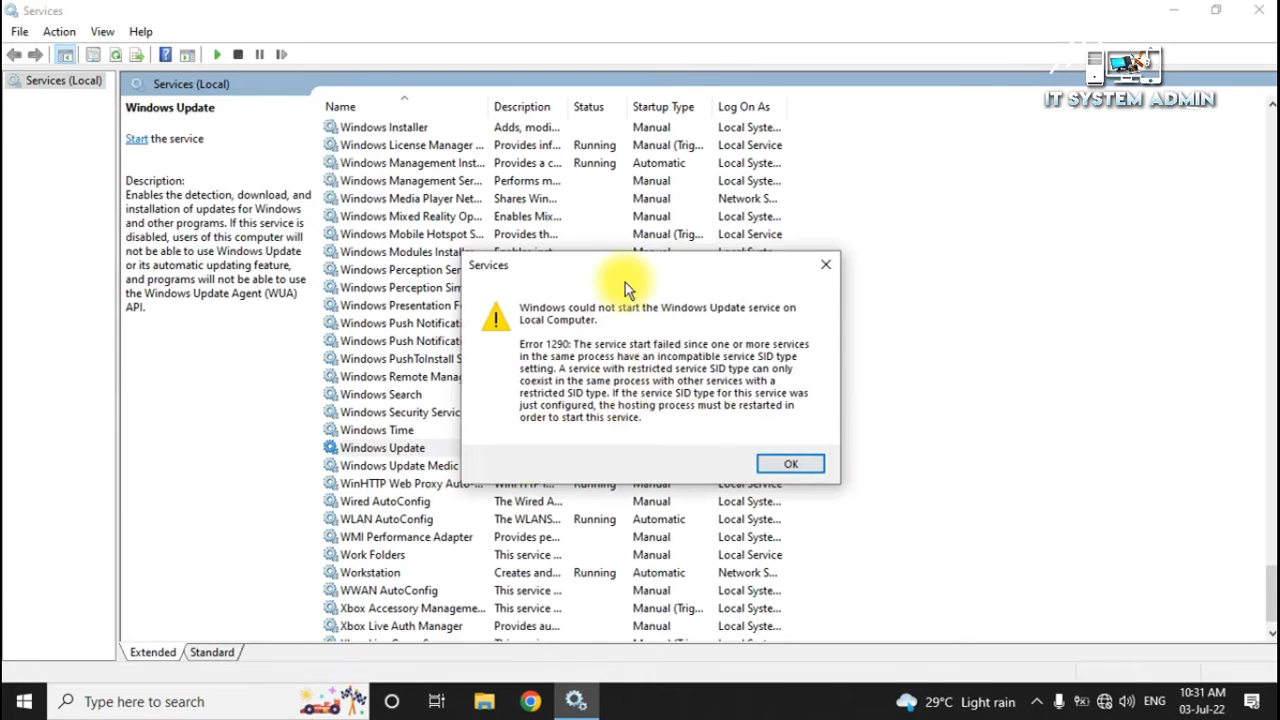 Services
File Action View Help
IT SYSTEM ADMIN
Services (Local)
Services (Local)
Windows Update
Start the service
Description:
Enables the detection, download, and
installation of updates for Windows
and other programs. If this service is
disabled, users of this computer will
not be able to use Windows Update
or its automatic updating feature,
and programs will not be able to use
the Windows Update Agent (WUA)
API.
Name Description Status Startup Type Log On As
Windows Installer Adds, modi... Manual Local Syste...
Windows License Manager ... Provides inf... Running Manual (Trig... Local Service
Windows Management Inst... Provides a c... Running Automatic Local Syste...
Windows Management Ser... Performs m... Manual Local Syste...
Windows Media Player Net... Shares Win... Manual Network S...
Windows Mixed Reality Op... Enables Mix... Manual Local Syste...
Windows Mobile Hotspot S... Provides th... Manual (Trig... Local Service
Windows Modules Installer
Windows Perception Ser
Windows Perception Sim
Windows Presentation F
Windows Push Notificati
Windows Push Notificati
Windows PushToInstall S
Windows Remote Manag
Windows Search
Windows Security Servic
Windows Time
Windows Update
Windows Update Medic
WinHTTP Web Proxy Auto-... Running Manual Local Service
Wired AutoConfig The Wired A... Manual Local Syste...
WLAN AutoConfig The WLANS... Running Automatic Local Syste...
WMI Performance Adapter Provides pe... Manual Local Syste...
Work Folders This service ... Manual Local Service
Workstation Creates and... Running Automatic Network S...
WWAN AutoConfig This service ... Manual Local Syste...
Xbox Accessory Manageme... This service ... Manual (Trig... Local Syste...
Xbox Live Auth Manager Provides au... Manual Local Syste...
Services
Windows could not start the Windows Update service on
Local Computer.
Error 1290: The service start failed since one or more services
in the same process have an incompatible service SID type
setting. A service with restricted service SID type can only
coexist in the same process with other services with a
restricted SID type. If the service SID type for this service was
just configured, the hosting process must be restarted in
order to start this service.
OK
Extended Standard
Type here to search
29°C Light rain
ENG
10:31 AM
03-Jul-22